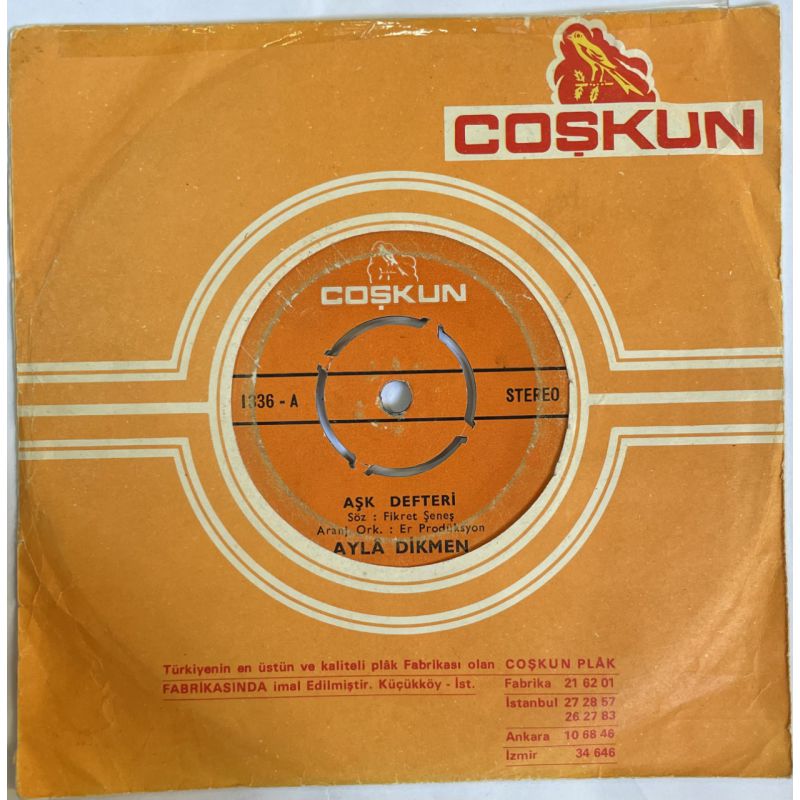 COŞKUN
COŞKUN
1336 - A
STEREO
AŞK DEFTERİ
Söz : Fikret Şeneş
Aranj Ork. : Er Prodüksyon
AYLÂ DİKMEN
Türkiyenin en üstün ve kaliteli plâk Fabrikası olan COŞKUN PLÂK
FABRİKASINDA imal Edilmiştir. Küçükköy - İst.
Fabrika 21 62 01
İstanbul 27 28 57
26 27 83
Ankara 10 68 46
İzmir 34 646